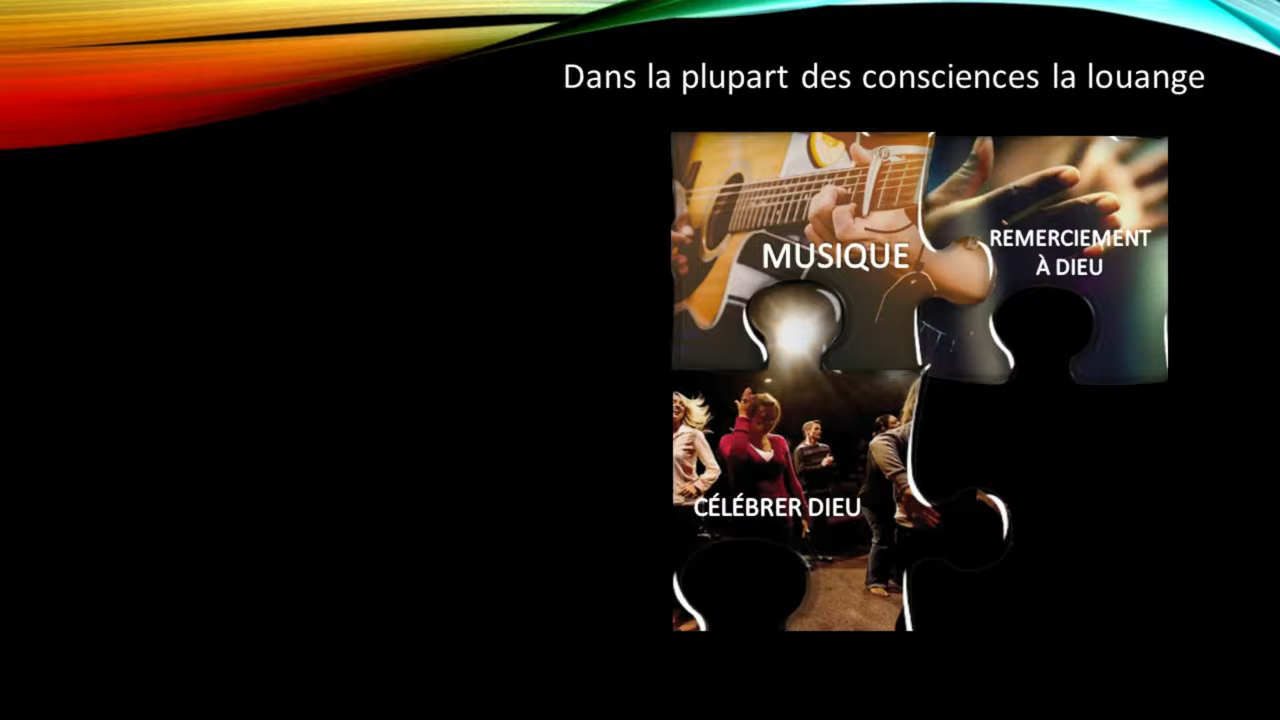 Dans la plupart des consciences la louange
MUSIQUE
REMERCIEMENT
À DIEU
CÉLÉBRER DIEU